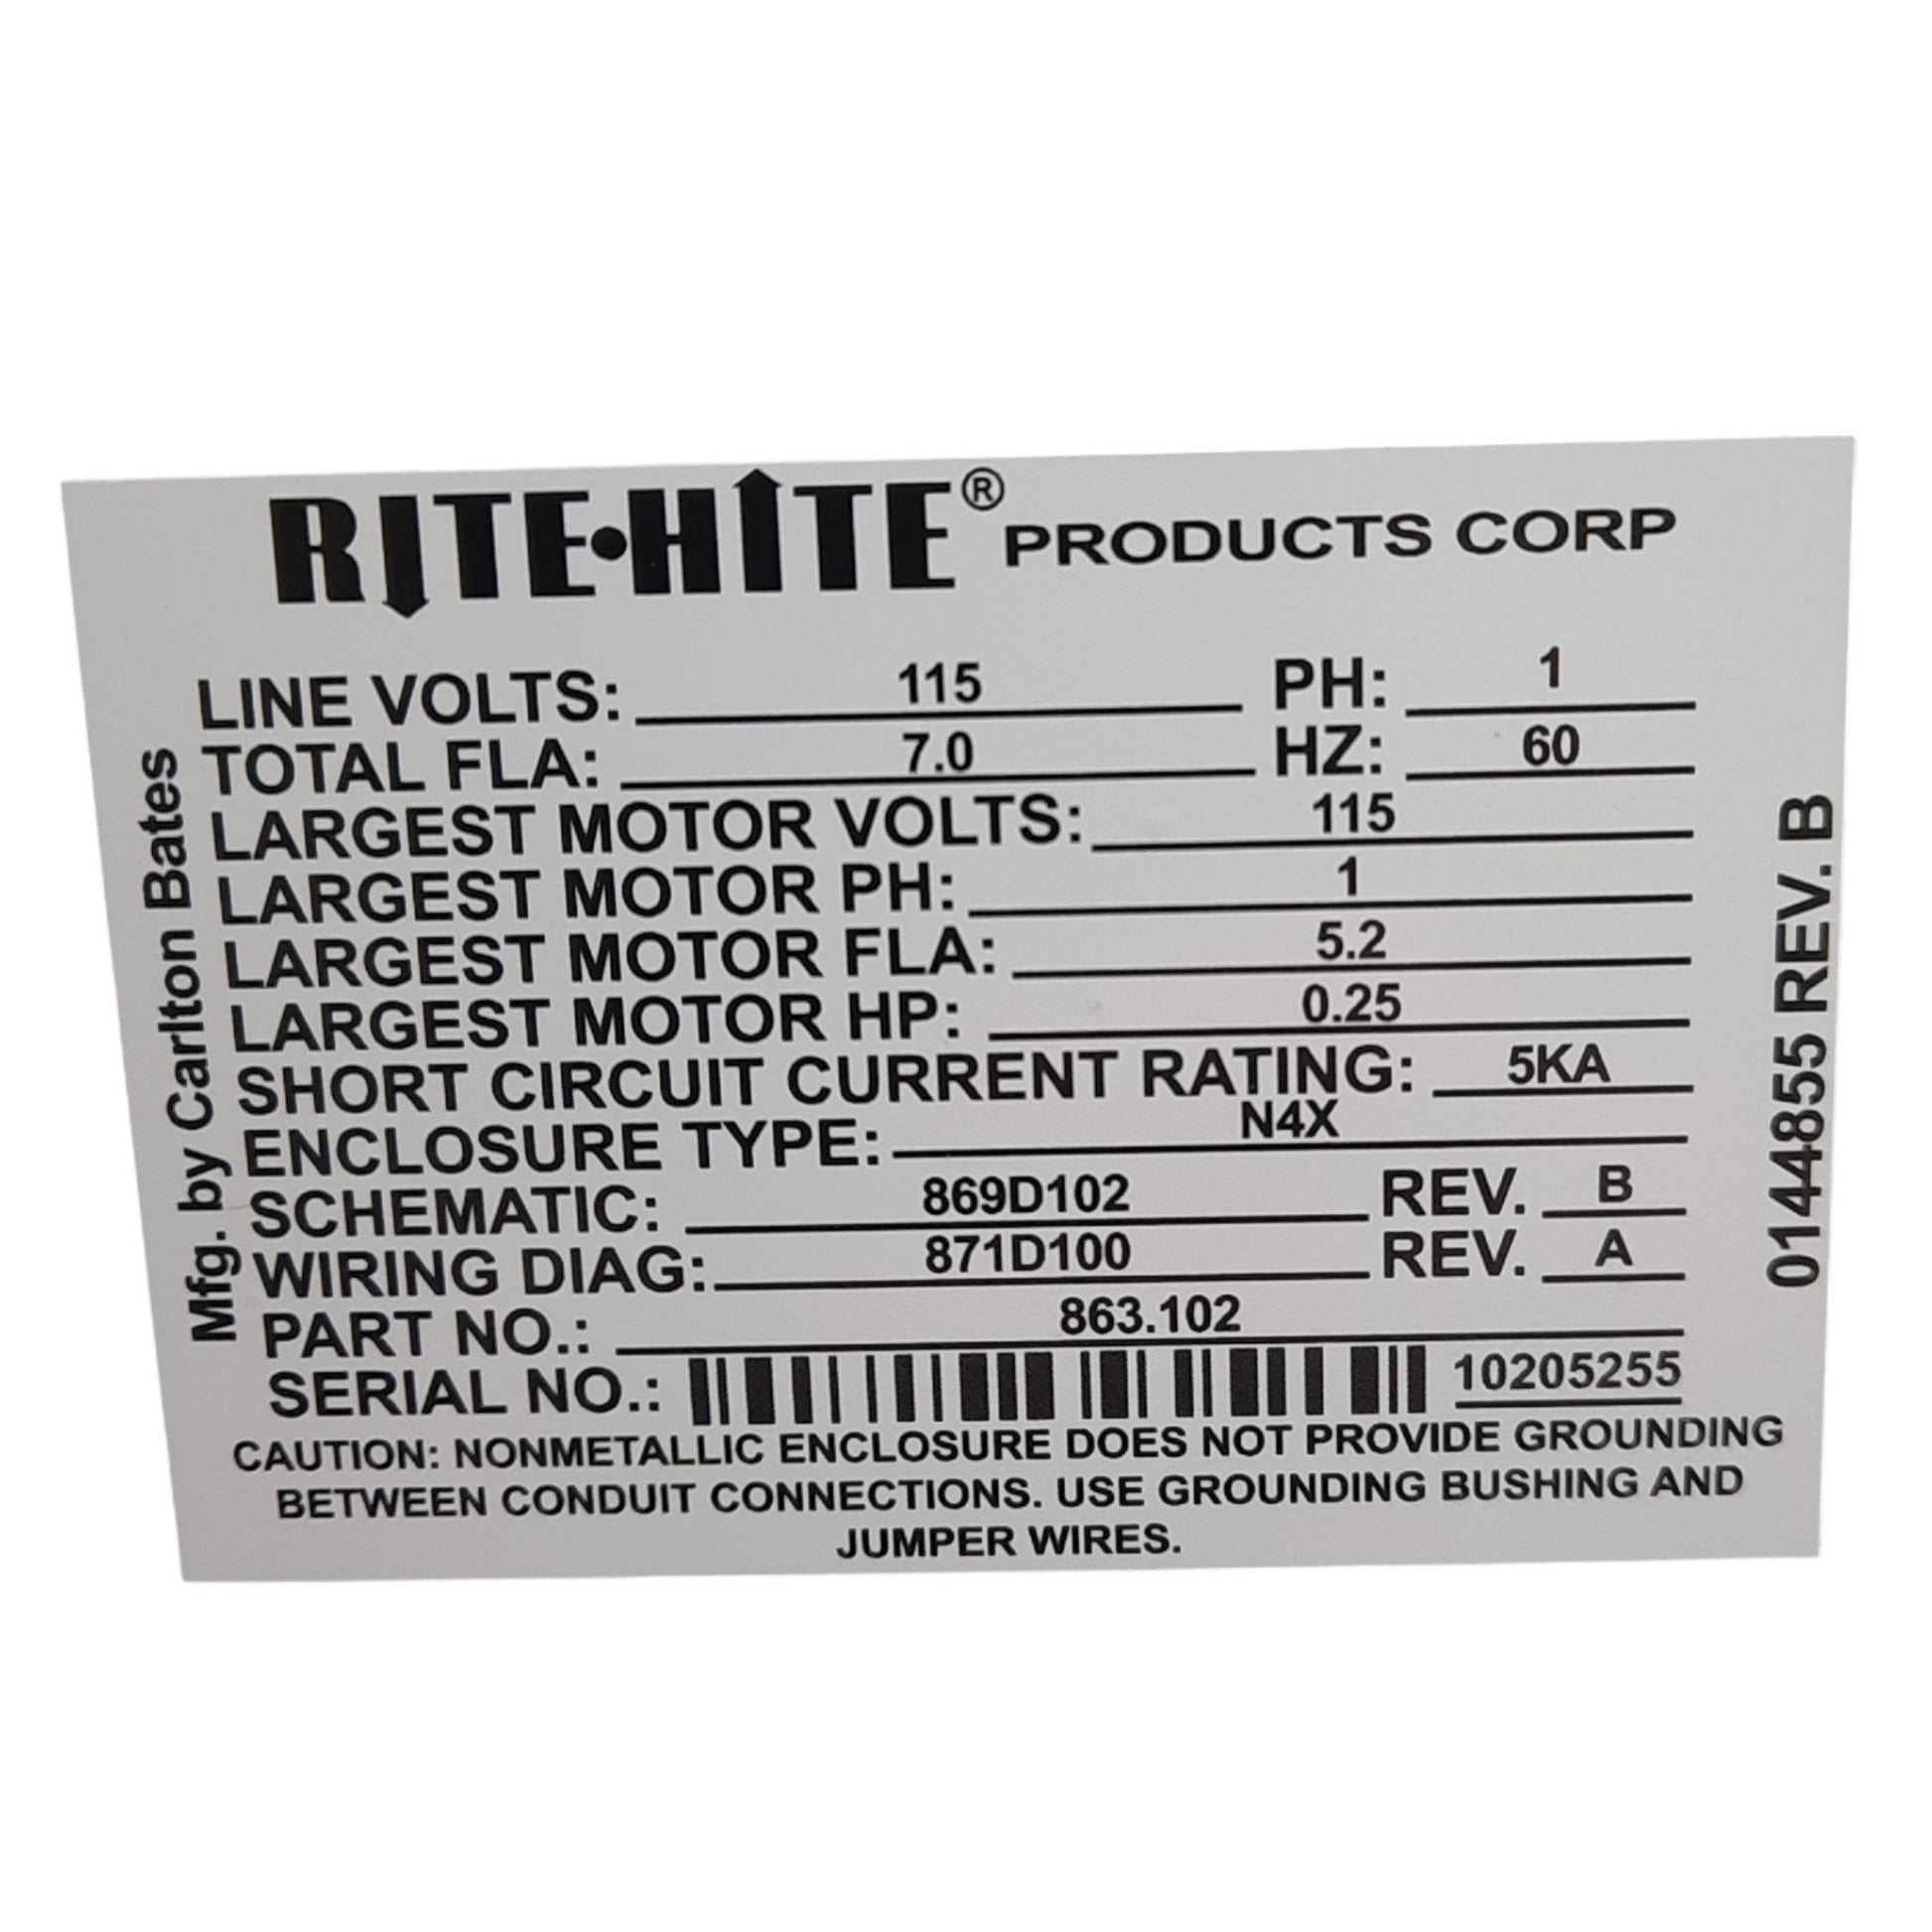 RITE•HITE® PRODUCTS CORP
LINE VOLTS: 115 PH: 1
TOTAL FLA: 7.0 HZ: 60
LARGEST MOTOR VOLTS: 115
LARGEST MOTOR PH: 1
LARGEST MOTOR FLA: 5.2
LARGEST MOTOR HP: 0.25
SHORT CIRCUIT CURRENT RATING: 5KA
ENCLOSURE TYPE: N4X
SCHEMATIC: 869D102 REV. B
WIRING DIAG: 871D100 REV. A
PART NO.: 863.102
SERIAL NO.: 10205255
CAUTION: NONMETALLIC ENCLOSURE DOES NOT PROVIDE GROUNDING
BETWEEN CONDUIT CONNECTIONS. USE GROUNDING BUSHING AND
JUMPER WIRES.
Mfg. by Carlton Bates
0144855 REV. B